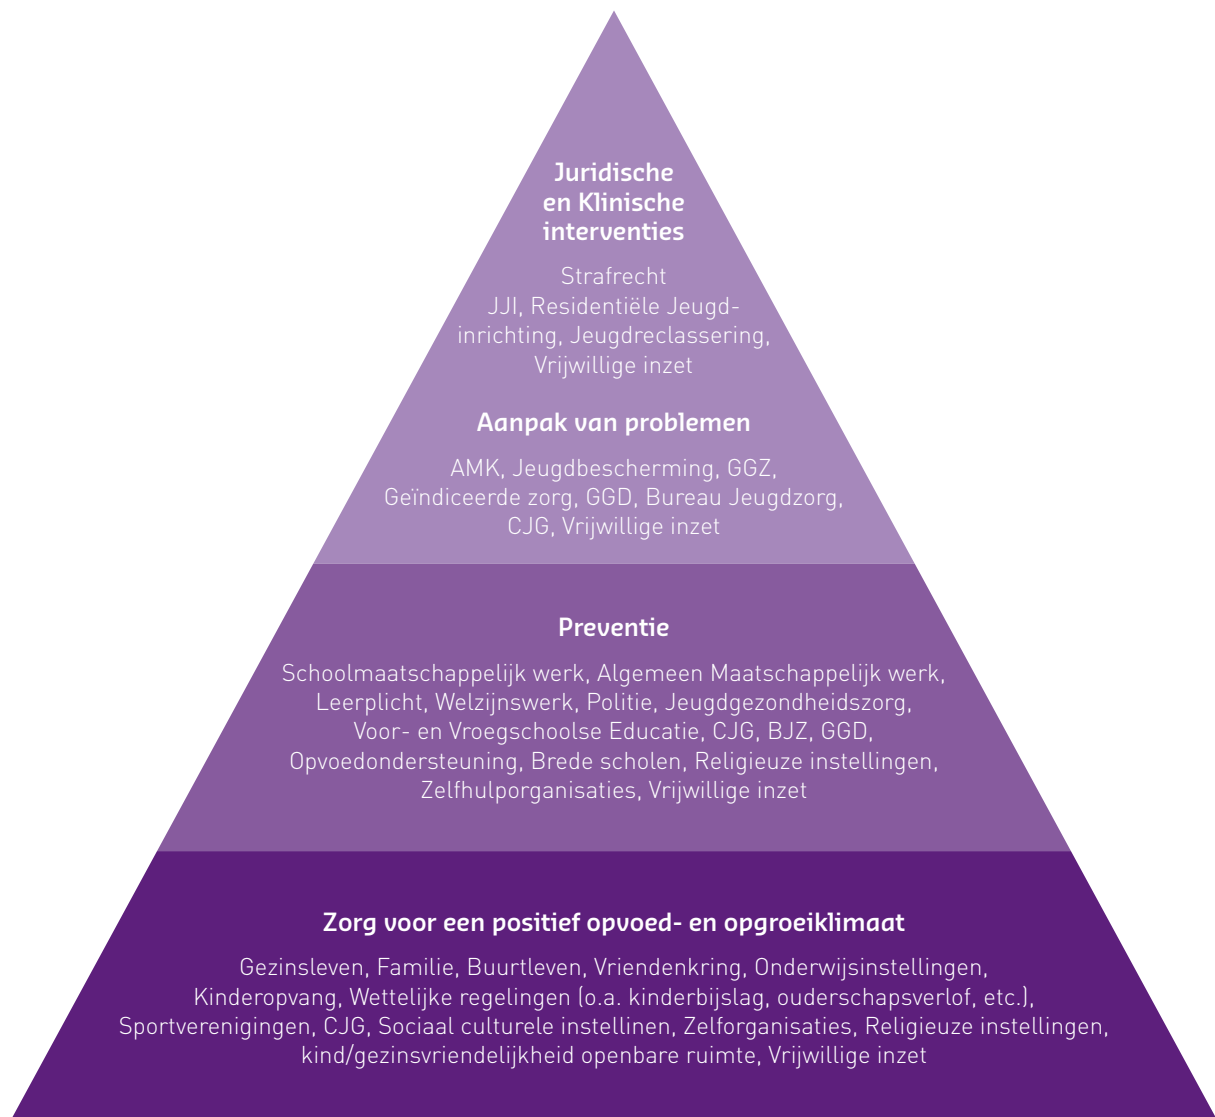 Juridische
en Klinische
interventies
Strafrecht
JJI, Residentiële Jeugd-
inrichting, Jeugdreclassering,
Vrijwillige inzet
Aanpak van problemen
AMK, Jeugdbescherming, GGZ,
Geïndiceerde zorg, GGD, Bureau Jeugdzorg,
CJG, Vrijwillige inzet
Preventie
Schoolmaatschappelijk werk, Algemeen Maatschappelijk werk,
Leerplicht, Welzijnswerk, Politie, Jeugdgezondheidszorg,
Voor- en Vroegschoolse Educatie, CJG, BJZ, GGD,
Opvoedondersteuning, Brede scholen, Religieuze instellingen,
Zelfhulporganisaties, Vrijwillige inzet
Zorg voor een positief opvoed- en opgroeiklimaat
Gezinsleven, Familie, Buurtleven, Vriendenkring, Onderwijsinstellingen,
Kinderopvang, Wettelijke regelingen (o.a. kinderbijslag, ouderschapsverlof, etc.),
Sportverenigingen, CJG, Sociaal culturele instellinen, Zelforganisaties, Religieuze instellingen,
kind/gezinsvriendelijkheid openbare ruimte, Vrijwillige inzet